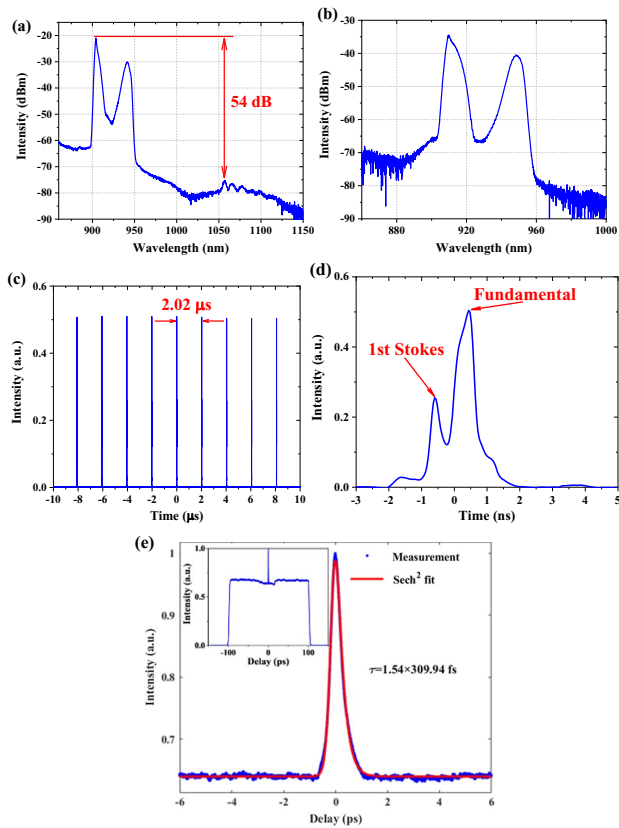 (a)
-20
-30
-40
-50
-60
-70
-80
-90
54 dB
900
950
1000
1050
1100
1150
Intensity (dBm)
Wavelength (nm)
(b)
-30
-40
-50
-60
-70
-80
-90
880
920
960
1000
Intensity (dBm)
Wavelength (nm)
(c)
0.6
0.5
0.4
0.3
0.2
0.1
0.0
2.02 μs
-10 -8 -6 -4 -2 0 2 4 6 8 10
Intensity (a.u.)
Time (μs)
(d)
0.6
0.4
0.2
0.0
Fundamental
1st Stokes
-3 -2 -1 0 1 2 3 4 5
Intensity (a.u.)
Time (ns)
(e)
1
0.9
0.8
0.7
Intensity (a.u.)
1.0
0.5
0.0
Intensity (a.u.)
-100 0 100
Delay (ps)
Measurement
Sech² fit
τ=1.54×309.94 fs
-6 -4 -2 0 2 4 6
Delay (ps)